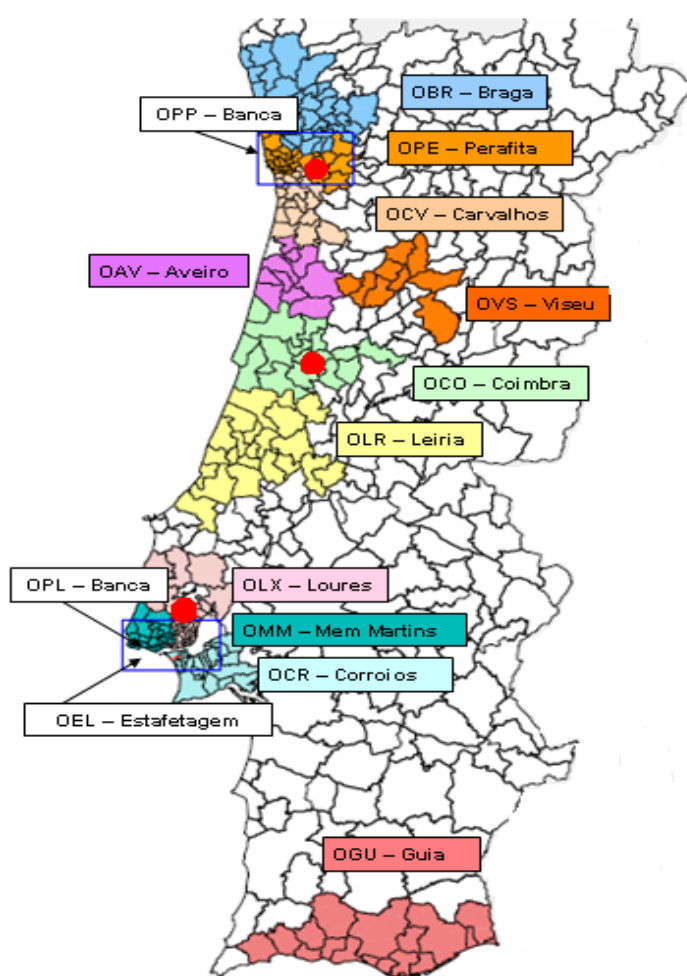 OBR – Braga
OPP – Banca
OPE – Perafita
OCV – Carvalhos
OAV – Aveiro
OVS – Viseu
OCO – Coimbra
OLR – Leiria
OPL – Banca
OLX – Loures
OMM – Mem Martins
OCR – Corroios
OEL – Estafetagem
OGU – Guia